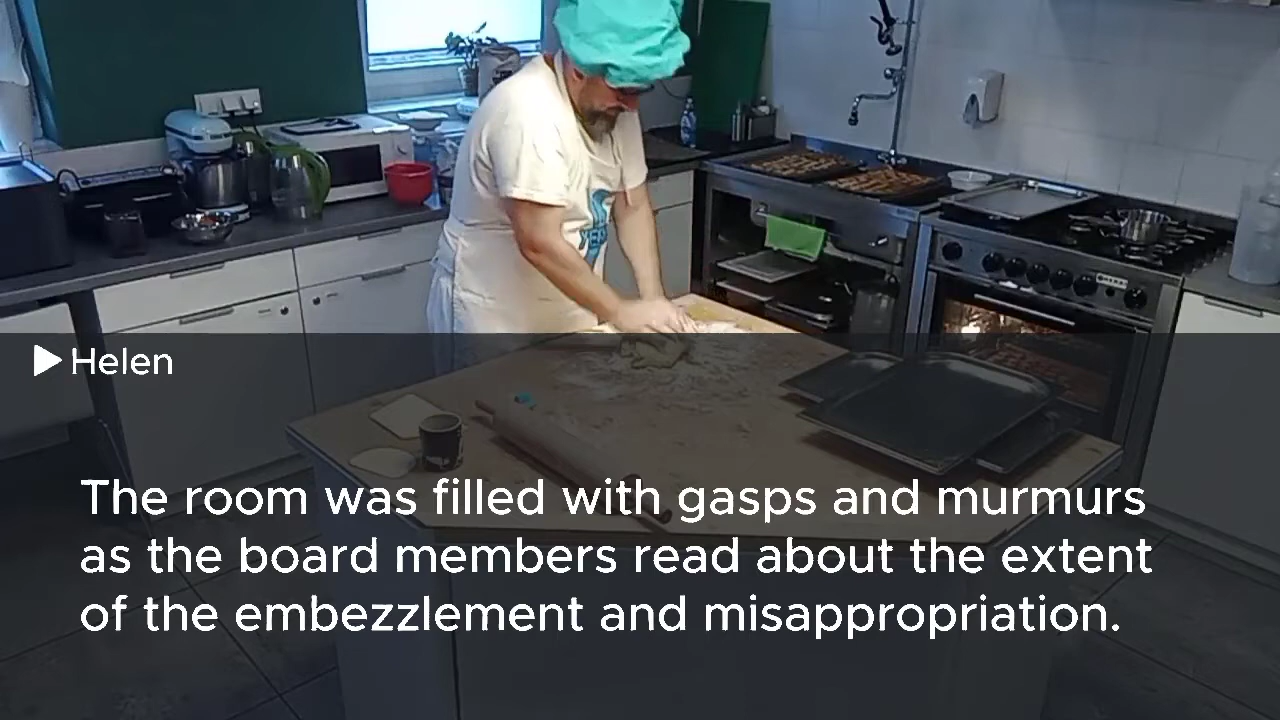 Helen
The room was filled with gasps and murmurs
as the board members read about the extent
of the embezzlement and misappropriation.